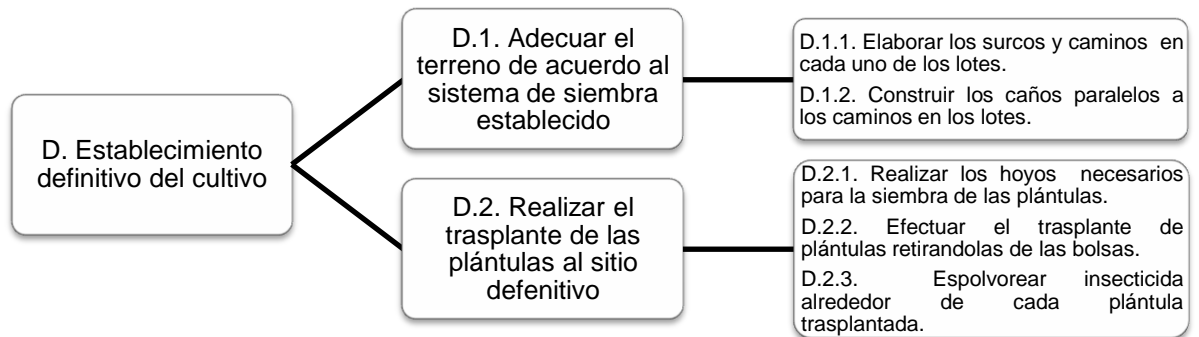 D. Establecimiento
definitivo del cultivo
D.1. Adecuar el
terreno de acuerdo al
sistema de siembra
establecido
D.1.1. Elaborar los surcos y caminos en
cada uno de los lotes.
D.1.2. Construir los caños paralelos a
los caminos en los lotes.
D.2. Realizar el
trasplante de las
plántulas al sitio
defenitivo
D.2.1. Realizar los hoyos necesarios
para la siembra de las plántulas.
D.2.2. Efectuar el trasplante de
plántulas retirandolas de las bolsas.
D.2.3. Espolvorear insecticida
alrededor de cada plántula
trasplantada.